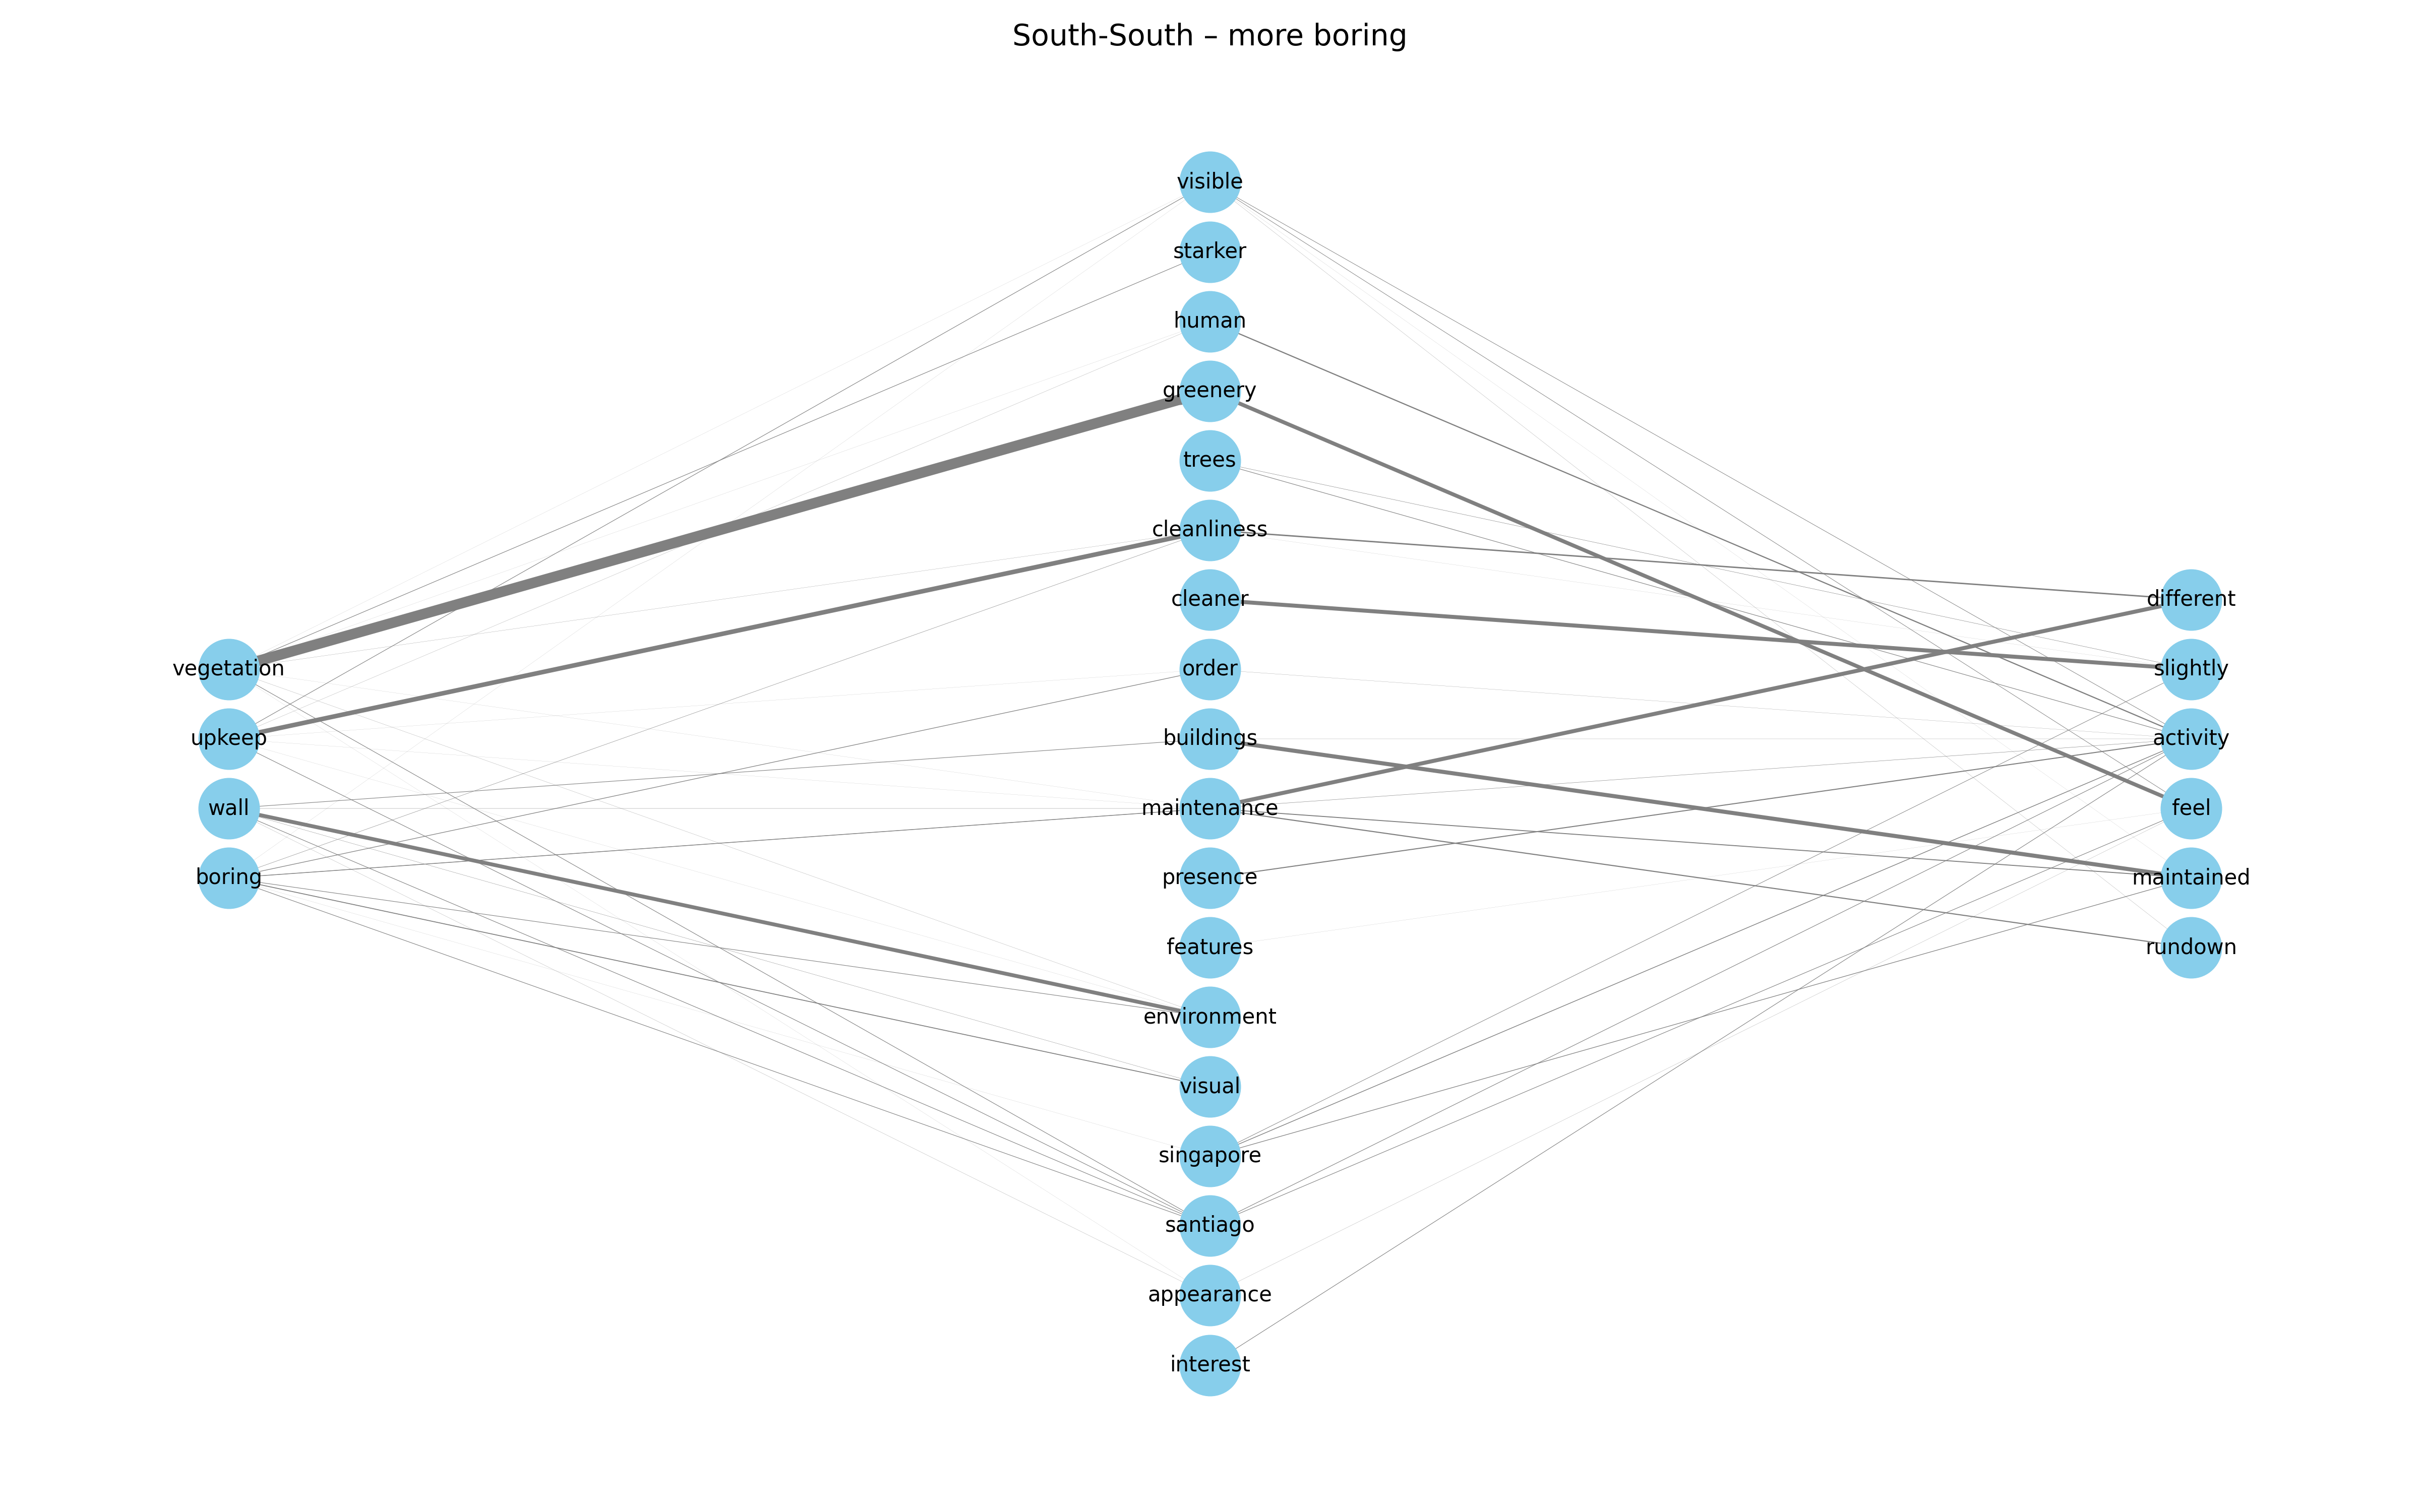 South-South – more boring
vegetation
upkeep
wall
boring
visible
starker
human
greenery
trees
cleanliness
cleaner
order
buildings
maintenance
presence
features
environment
visual
singapore
santiago
appearance
interest
different
slightly
activity
feel
maintained
rundown